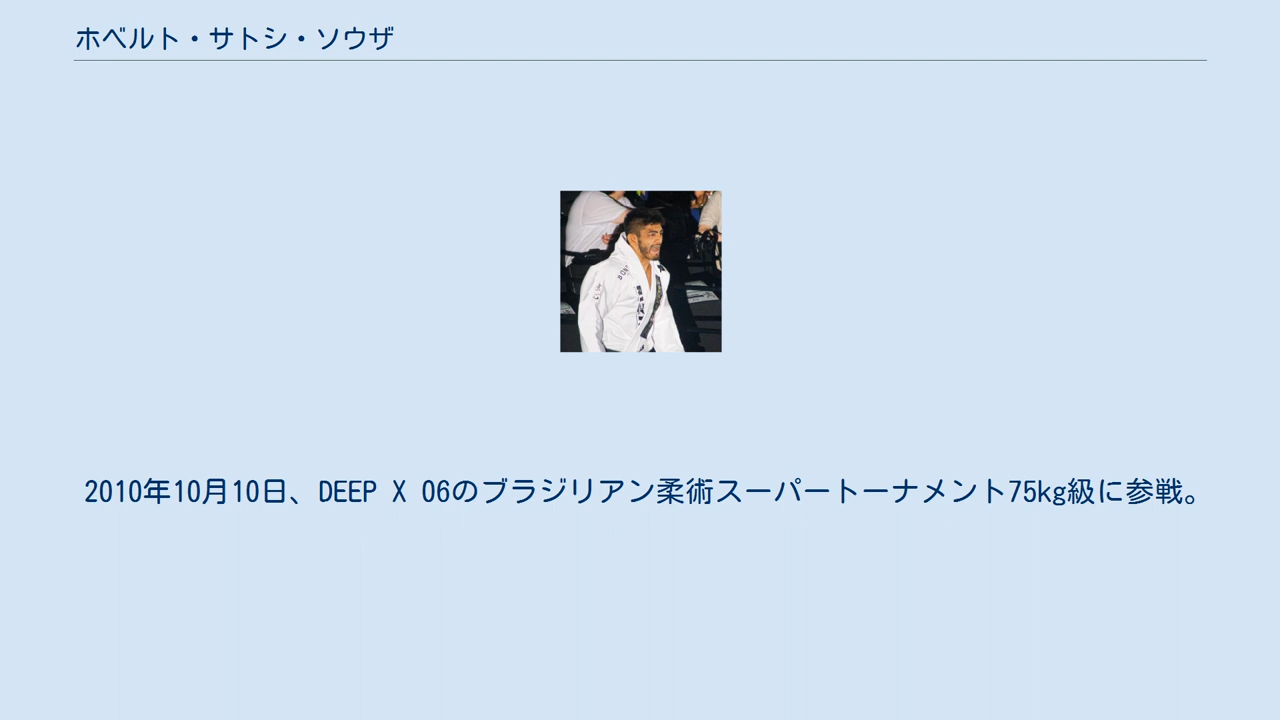 ホベルト・サトシ・ソウザ
2010年10月10日、DEEP X 06のブラジリアン柔術スーパートーナメント75kg級に参戦。